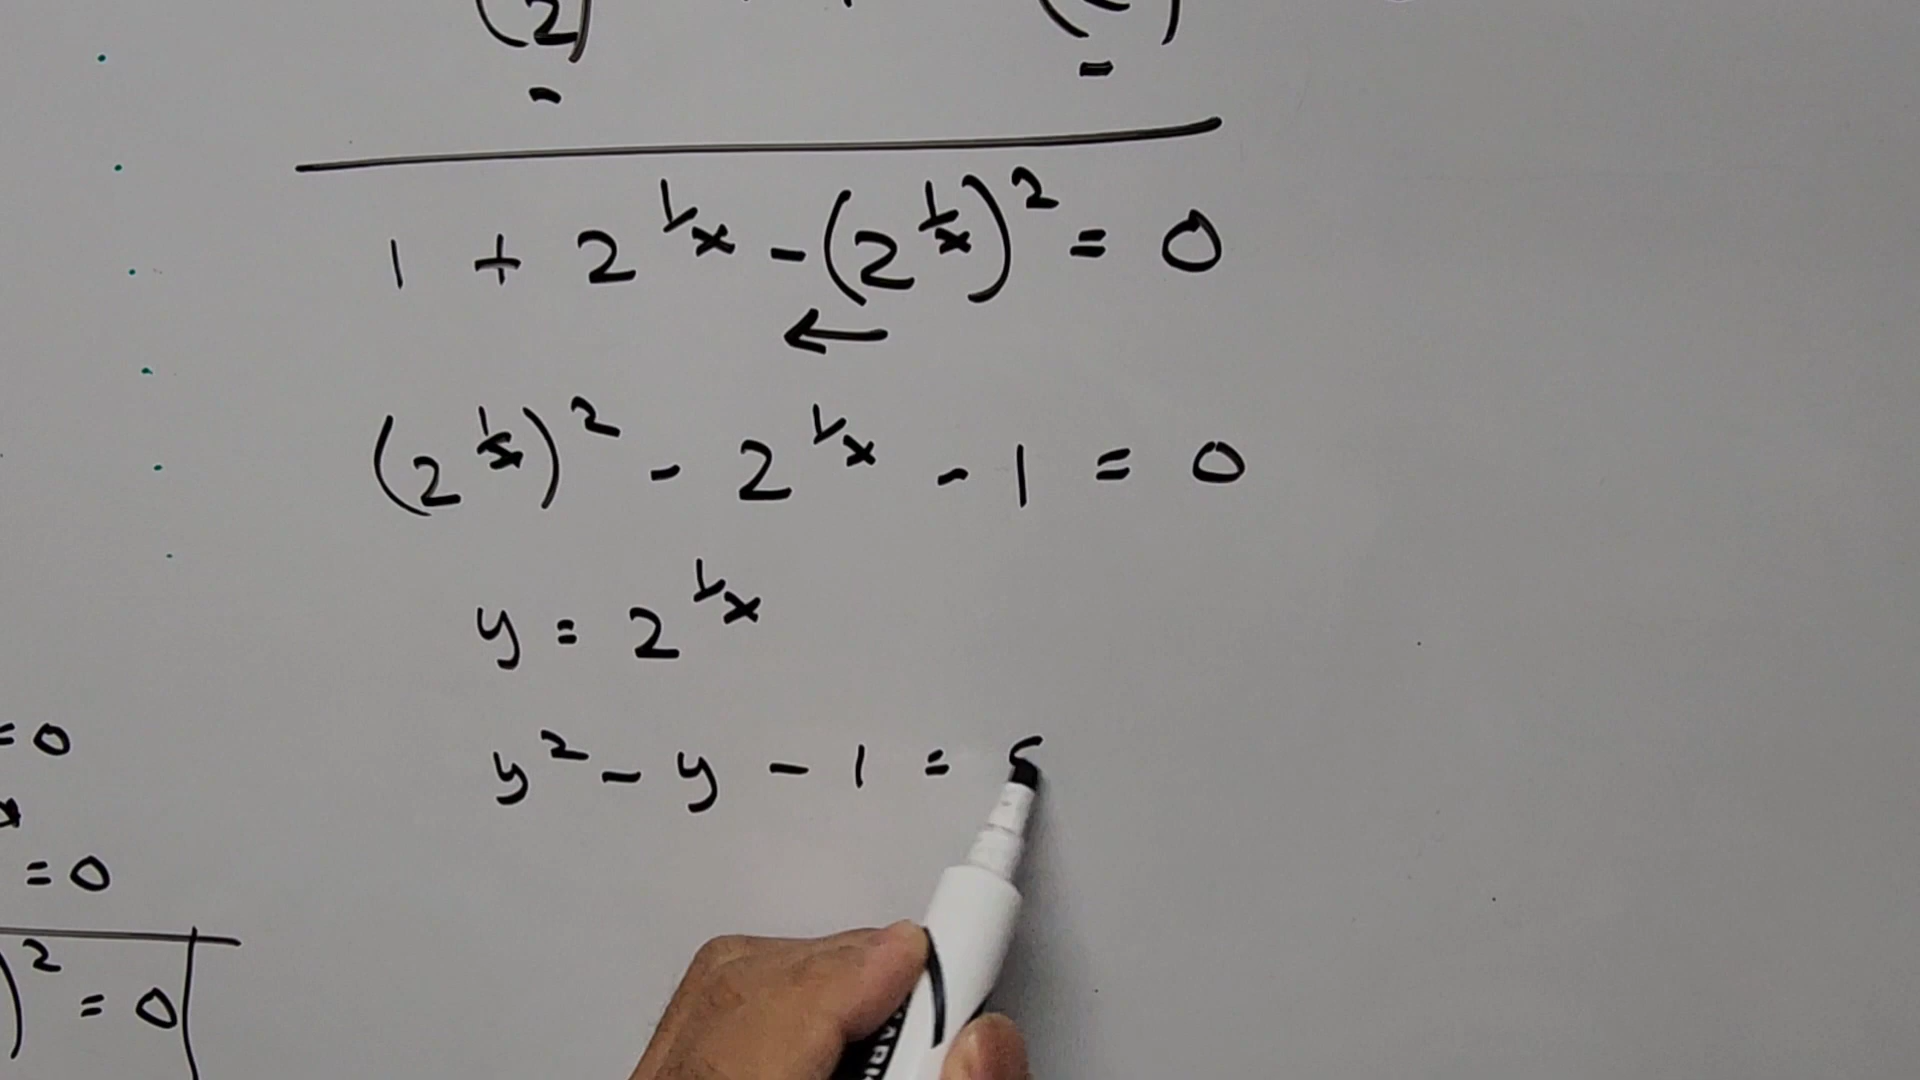 (2)
-
-
1 + 2^(1/x) - (2^(1/x))^2 = 0
←
(2^(1/x))^2 - 2^(1/x) - 1 = 0
y = 2^(1/x)
y^2 - y - 1 =
= 0
= 0
)^2 = 0